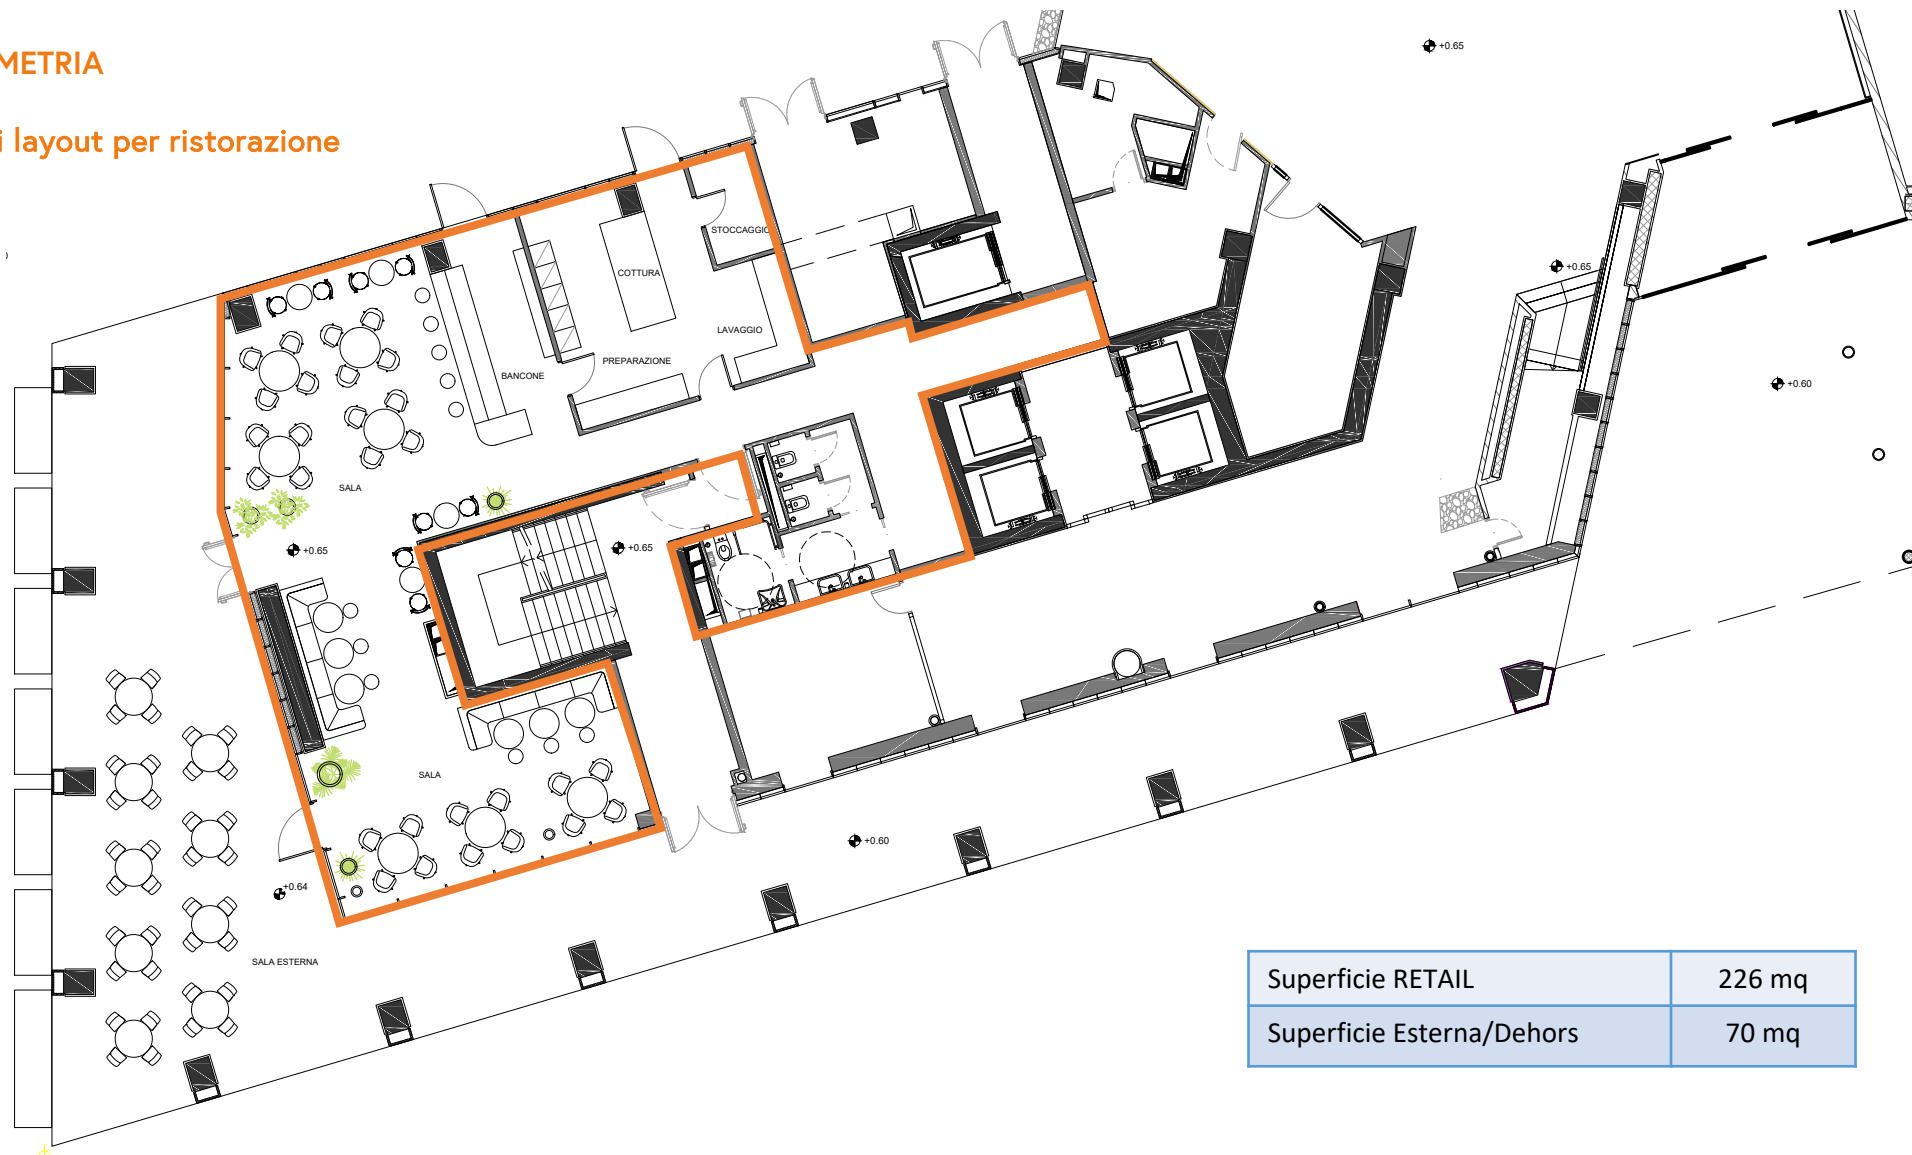 METRIA
i layout per ristorazione
+0.65
STOCCAGGIO
COTTURA
+0.65
LAVAGGIO
PREPARAZIONE
BANCONE
+0.60
SALA
+0.65
+0.65
SALA
+0.60
+0.64
SALA ESTERNA
Superficie RETAIL 226 mq
Superficie Esterna/Dehors 70 mq